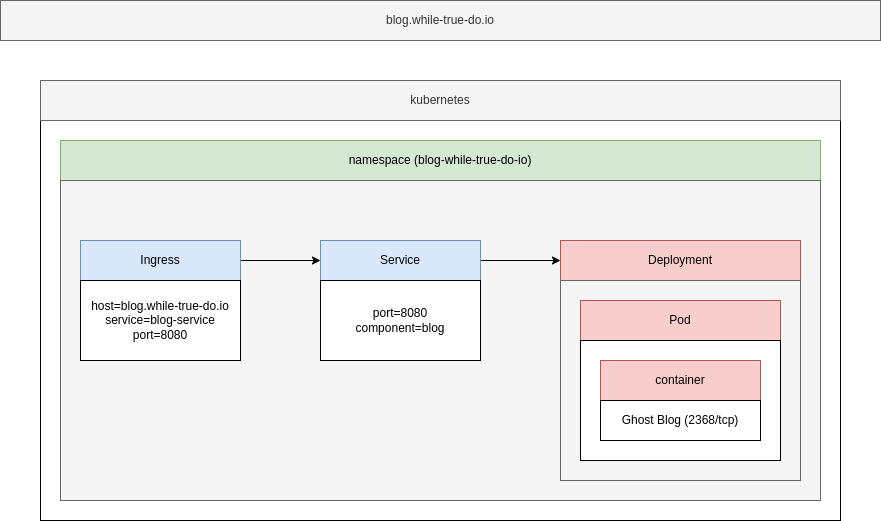 blog.while-true-do.io
kubernetes
namespace (blog-while-true-do-io)
Ingress
host=blog.while-true-do.io
service=blog-service
port=8080
Service
port=8080
component=blog
Deployment
Pod
container
Ghost Blog (2368/tcp)